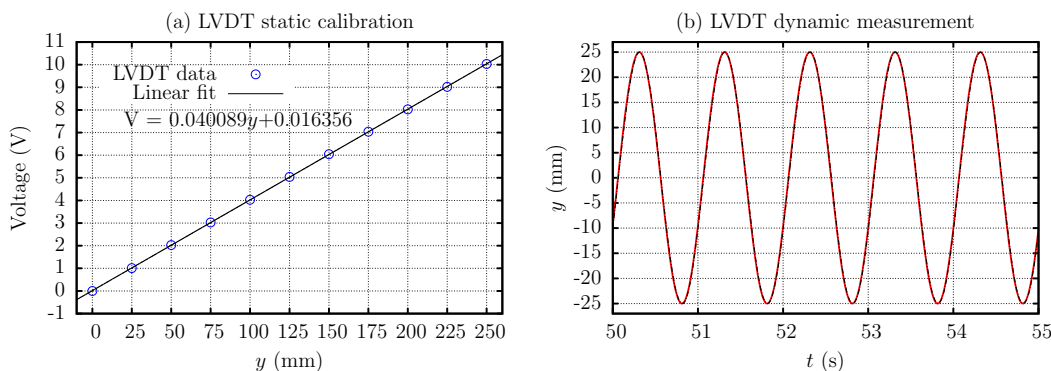 (a) LVDT static calibration
11
10
9
8
7
6
5
4
3
2
1
0
-1
Voltage (V)
LVDT data
Linear fit
V = 0.040089y+0.016356
0 25 50 75 100 125 150 175 200 225 250
y (mm)
(b) LVDT dynamic measurement
25
20
15
10
5
0
-5
-10
-15
-20
-25
y (mm)
50 51 52 53 54 55
t (s)